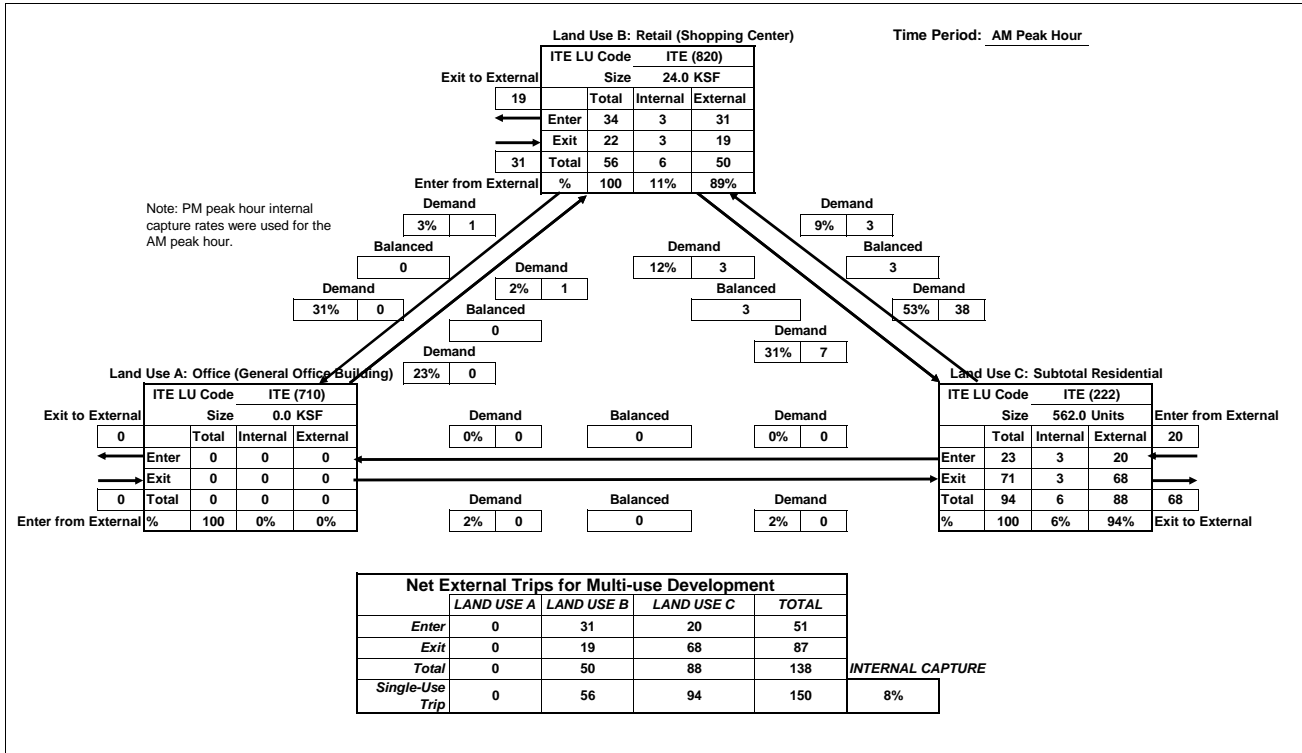 Land Use B: Retail (Shopping Center)
Time Period: AM Peak Hour
ITE LU Code ITE (820)
Exit to External Size 24.0 KSF
19 Total Internal External
Enter 34 3 31
Exit 22 3 19
31 Total 56 6 50
Enter from External % 100 11% 89%
Note: PM peak hour internal
capture rates were used for the
AM peak hour.
Demand
3% 1
Balanced
0
Demand
31% 0
Demand
2% 1
Balanced
0
Demand
23% 0
Demand
12% 3
Balanced
3
Demand
31% 7
Demand
9% 3
Balanced
3
Demand
53% 38
Land Use A: Office (General Office Building)
ITE LU Code ITE (710)
Exit to External Size 0.0 KSF
0 Total Internal External
Enter 0 0 0
Exit 0 0 0
0 Total 0 0 0
Enter from External % 100 0% 0%
Demand Balanced Demand
0% 0 0 0% 0
Demand Balanced Demand
2% 0 0 2% 0
Land Use C: Subtotal Residential
ITE LU Code ITE (222)
Size 562.0 Units Enter from External
Total Internal External 20
Enter 23 3 20
Exit 71 3 68
Total 94 6 88 68
% 100 6% 94% Exit to External
Net External Trips for Multi-use Development
LAND USE A LAND USE B LAND USE C TOTAL
Enter 0 31 20 51
Exit 0 19 68 87
Total 0 50 88 138 INTERNAL CAPTURE
Single-Use
Trip 0 56 94 150 8%